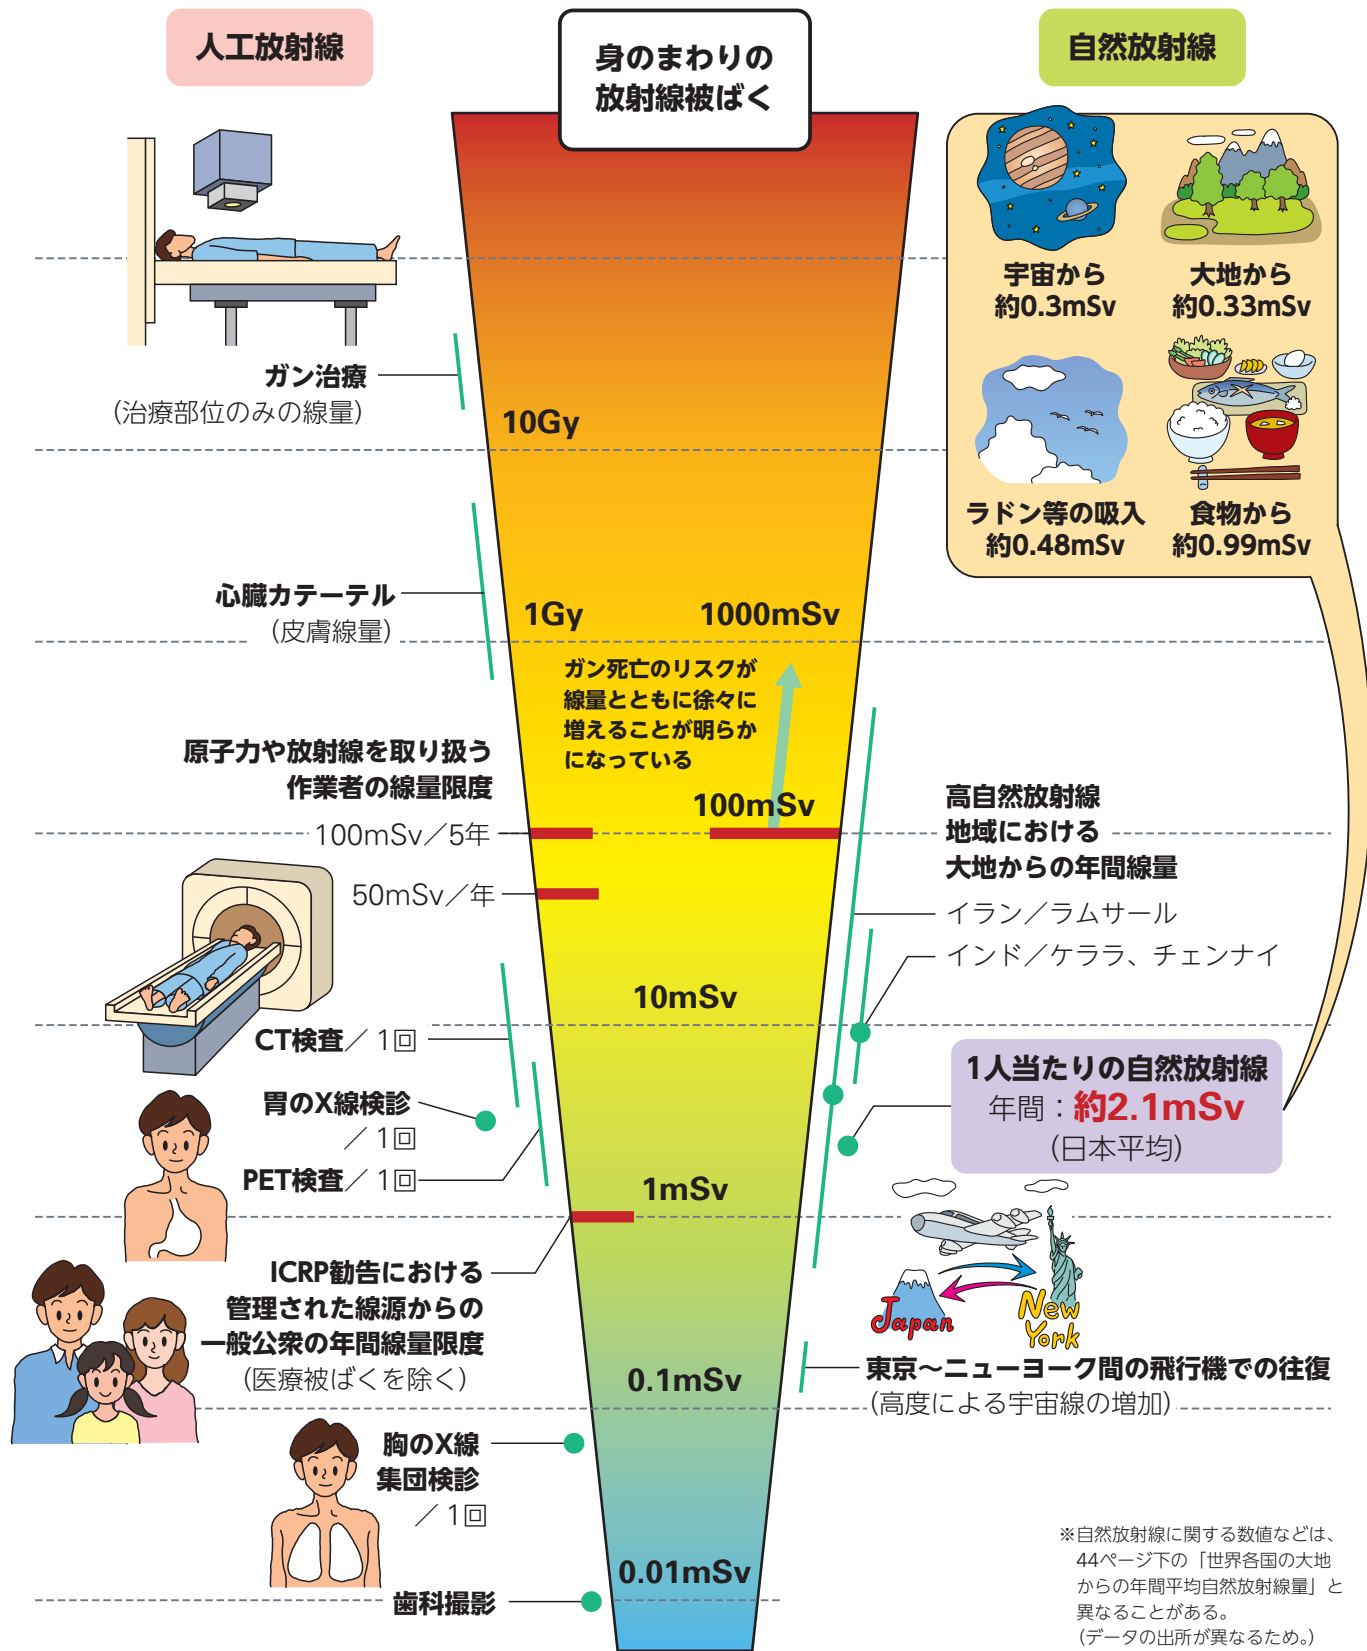 人工放射線
身のまわりの
放射線被ばく
自然放射線
宇宙から
約0.3mSv
大地から
約0.33mSv
ラドン等の吸入
約0.48mSv
食物から
約0.99mSv
ガン治療
(治療部位のみの線量)
10Gy
心臓カテーテル
(皮膚線量)
1Gy
1000mSv
ガン死亡のリスクが
線量とともに徐々に
増えることが明らか
になっている
原子力や放射線を取り扱う
作業者の線量限度
100mSv／5年
50mSv／年
100mSv
高自然放射線
地域における
大地からの年間線量
イラン／ラムサール
インド／ケララ、チェンナイ
10mSv
CT検査／1回
胃のX線検診
／1回
PET検査／1回
1人当たりの自然放射線
年間：約2.1mSv
(日本平均)
1mSv
ICRP勧告における
管理された線源からの
一般公衆の年間線量限度
(医療被ばくを除く)
Japan
New
York
東京～ニューヨーク間の飛行機での往復
(高度による宇宙線の増加)
0.1mSv
胸のX線
集団検診
／1回
0.01mSv
歯科撮影
※自然放射線に関する数値などは、
44ページ下の「世界各国の大地
からの年間平均自然放射線量」と
異なることがある。
(データの出所が異なるため。)